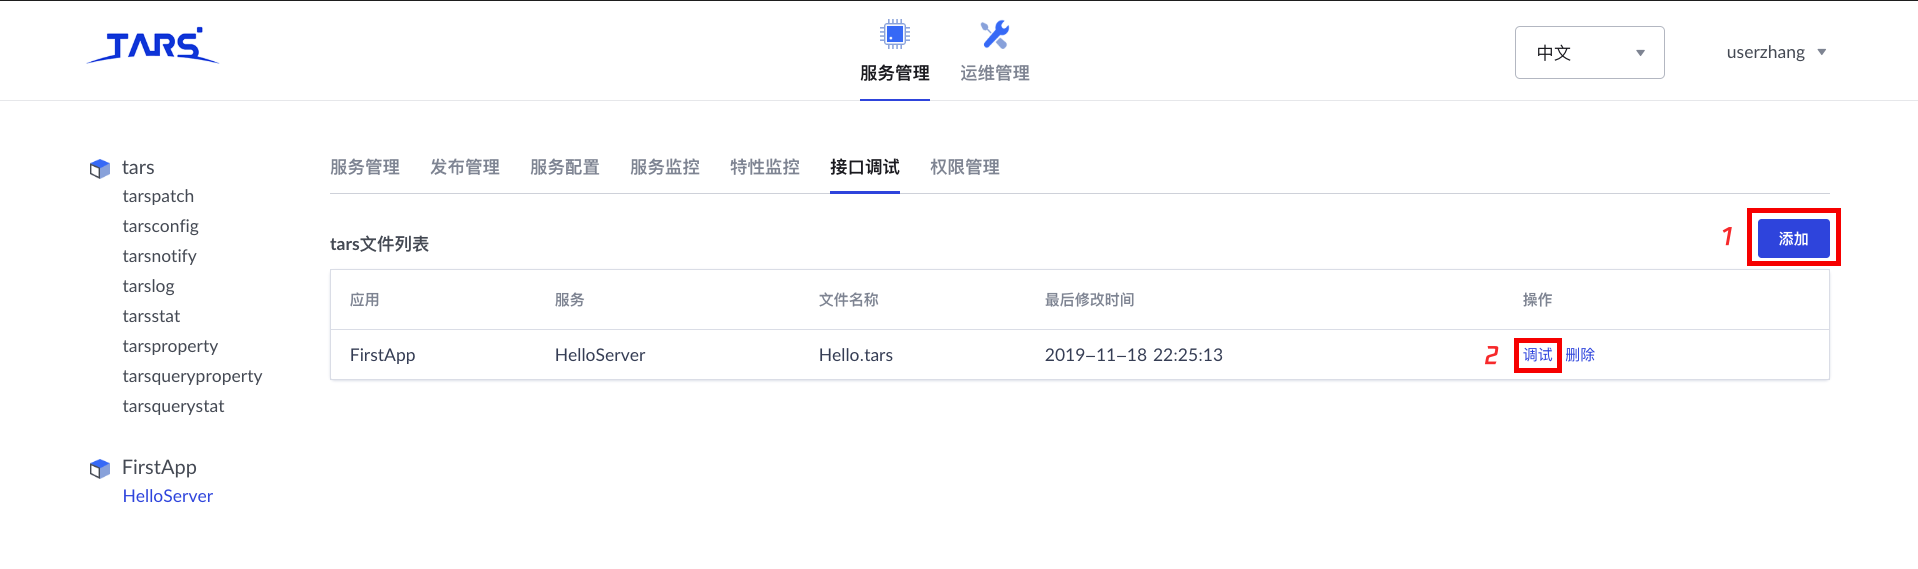 TARS
服务管理 运维管理
中文
userzhang
tars
tarspatch
tarsconfig
tarsnotify
tarslog
tarsstat
tarsproperty
tarsqueryproperty
tarsquerystat
FirstApp
HelloServer
服务管理 发布管理 服务配置 服务监控 特性监控 接口调试 权限管理
tars文件列表
1 添加
应用 服务 文件名称 最后修改时间 操作
FirstApp HelloServer Hello.tars 2019-11-18 22:25:13 2 调试 删除